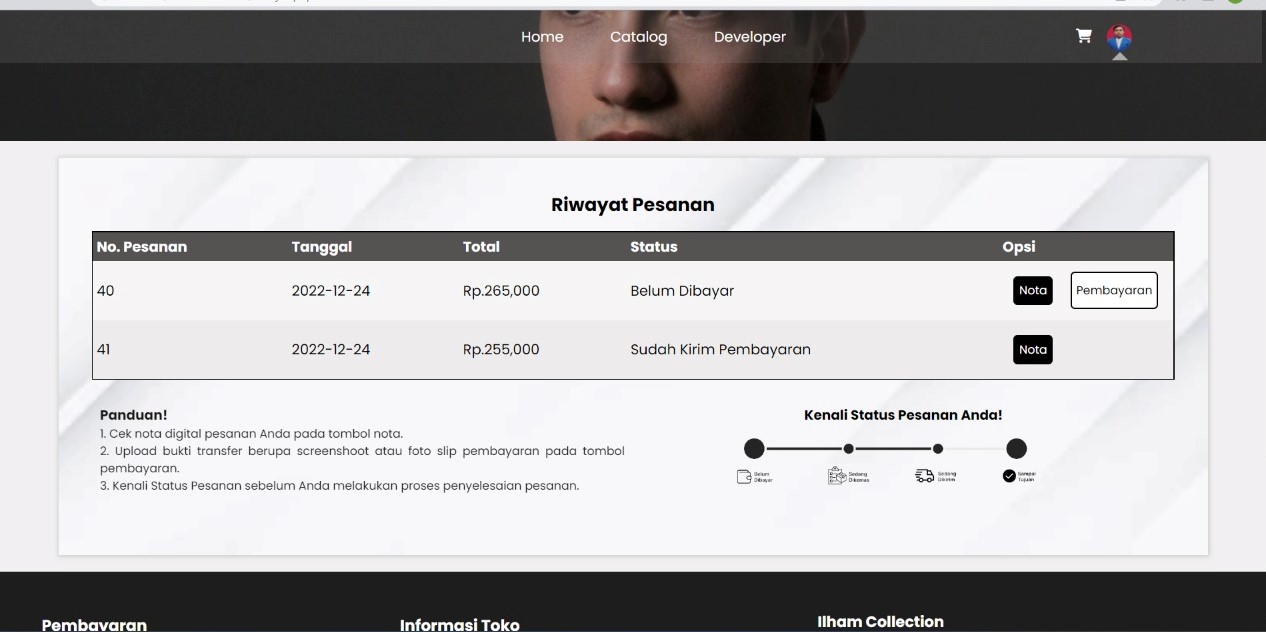 Home Catalog Developer
Riwayat Pesanan
No. Pesanan Tanggal Total Status Opsi
40 2022-12-24 Rp.265,000 Belum Dibayar Nota Pembayaran
41 2022-12-24 Rp.255,000 Sudah Kirim Pembayaran Nota
Panduan!
1. Cek nota digital pesanan Anda pada tombol nota.
2. Upload bukti transfer berupa screenshoot atau foto slip pembayaran pada tombol
pembayaran.
3. Kenali Status Pesanan sebelum Anda melakukan proses penyelesaian pesanan.
Kenali Status Pesanan Anda!
Belum
Dibayar
Sedang
Dikemas
Sedang
Dikirim
Sampai
Tujuan
Pembayaran Informasi Toko Ilham Collection